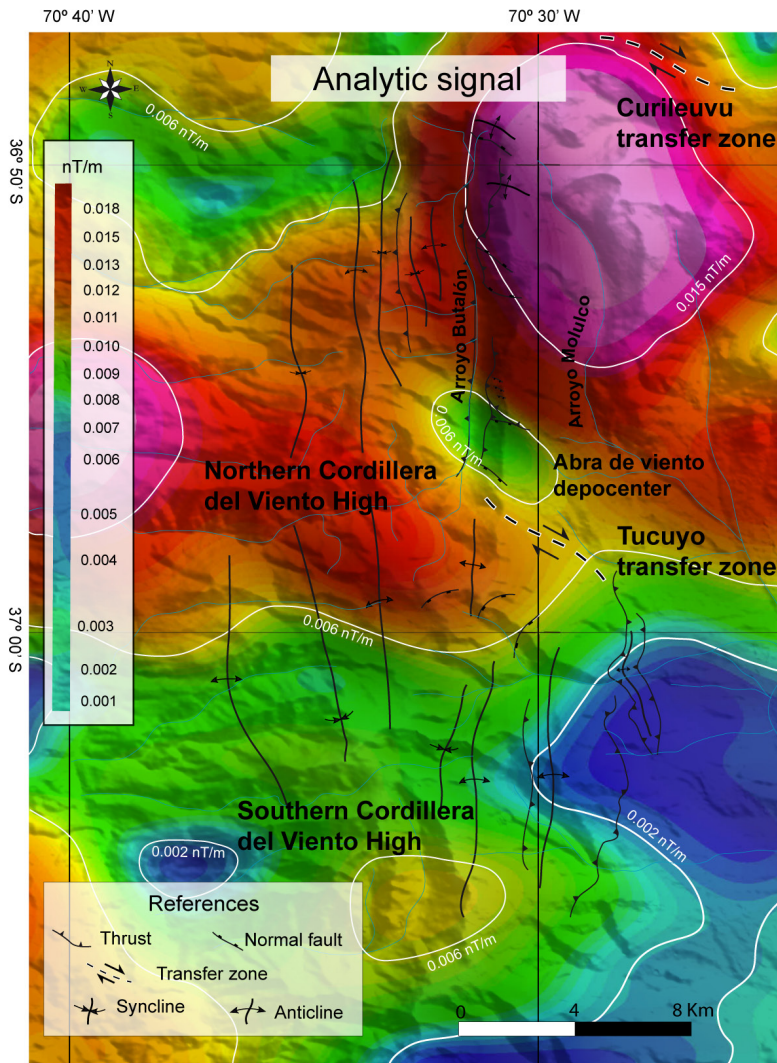 70° 40' W
70° 30' W
Analytic signal
N
W
E
S
0.006 nT/m
Curileuvu
transfer zone
36° 50' S
nT/m
0.018
0.015
0.013
0.012
0.011
0.010
0.009
0.008
0.007
0.006
0.005
0.004
0.003
0.002
0.001
0.015 nT/m
Arroyo Butalón
Arroyo Molulco
0.006 nT/m
Northern Cordillera
del Viento High
Abra de viento
depocenter
Tucuyo
transfer zone
0.006 nT/m
37° 00' S
Southern Cordillera
del Viento High
0.002 nT/m
0.002 nT/m
0.006 nT/m
References
Thrust
Normal fault
Transfer zone
Syncline
Anticline
0
4
8 Km